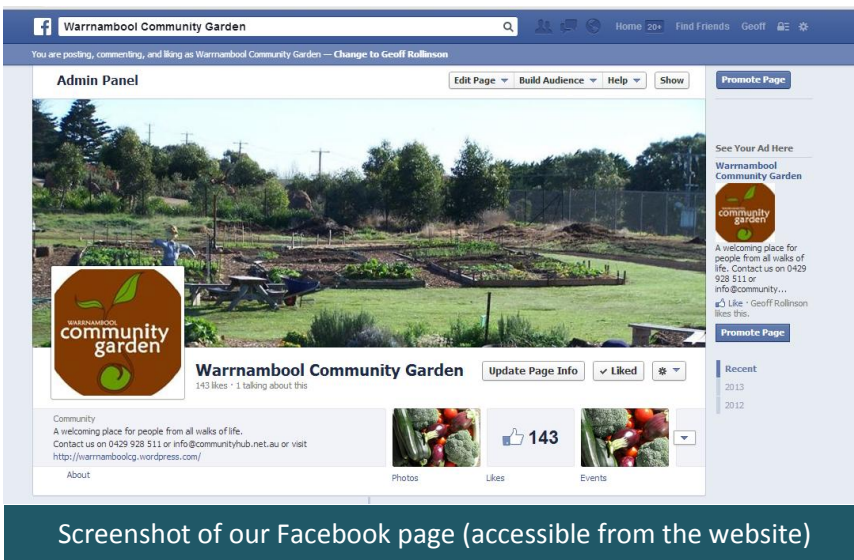 Warrnambool Community Garden
Home 20+ Find Friends Geoff
You are posting, commenting, and liking as Warrnambool Community Garden — Change to Geoff Rollinson
Admin Panel
Edit Page Build Audience Help Show
Promote Page
See Your Ad Here
Warrnambool
Community Garden
community
garden
A welcoming place for
people from all walks of
life. Contact us on 0429
928 511 or
info@community...
Like · Geoff Rollinson
likes this.
Promote Page
Recent
2013
2012
WARRNAMBOOL
community
garden
Warrnambool Community Garden
143 likes · 1 talking about this
Update Page Info Liked
Community
A welcoming place for people from all walks of life.
Contact us on 0429 928 511 or info@communityhub.net.au or visit
http://warrnamboolcg.wordpress.com/
About
143
Photos Likes Events
Screenshot of our Facebook page (accessible from the website)